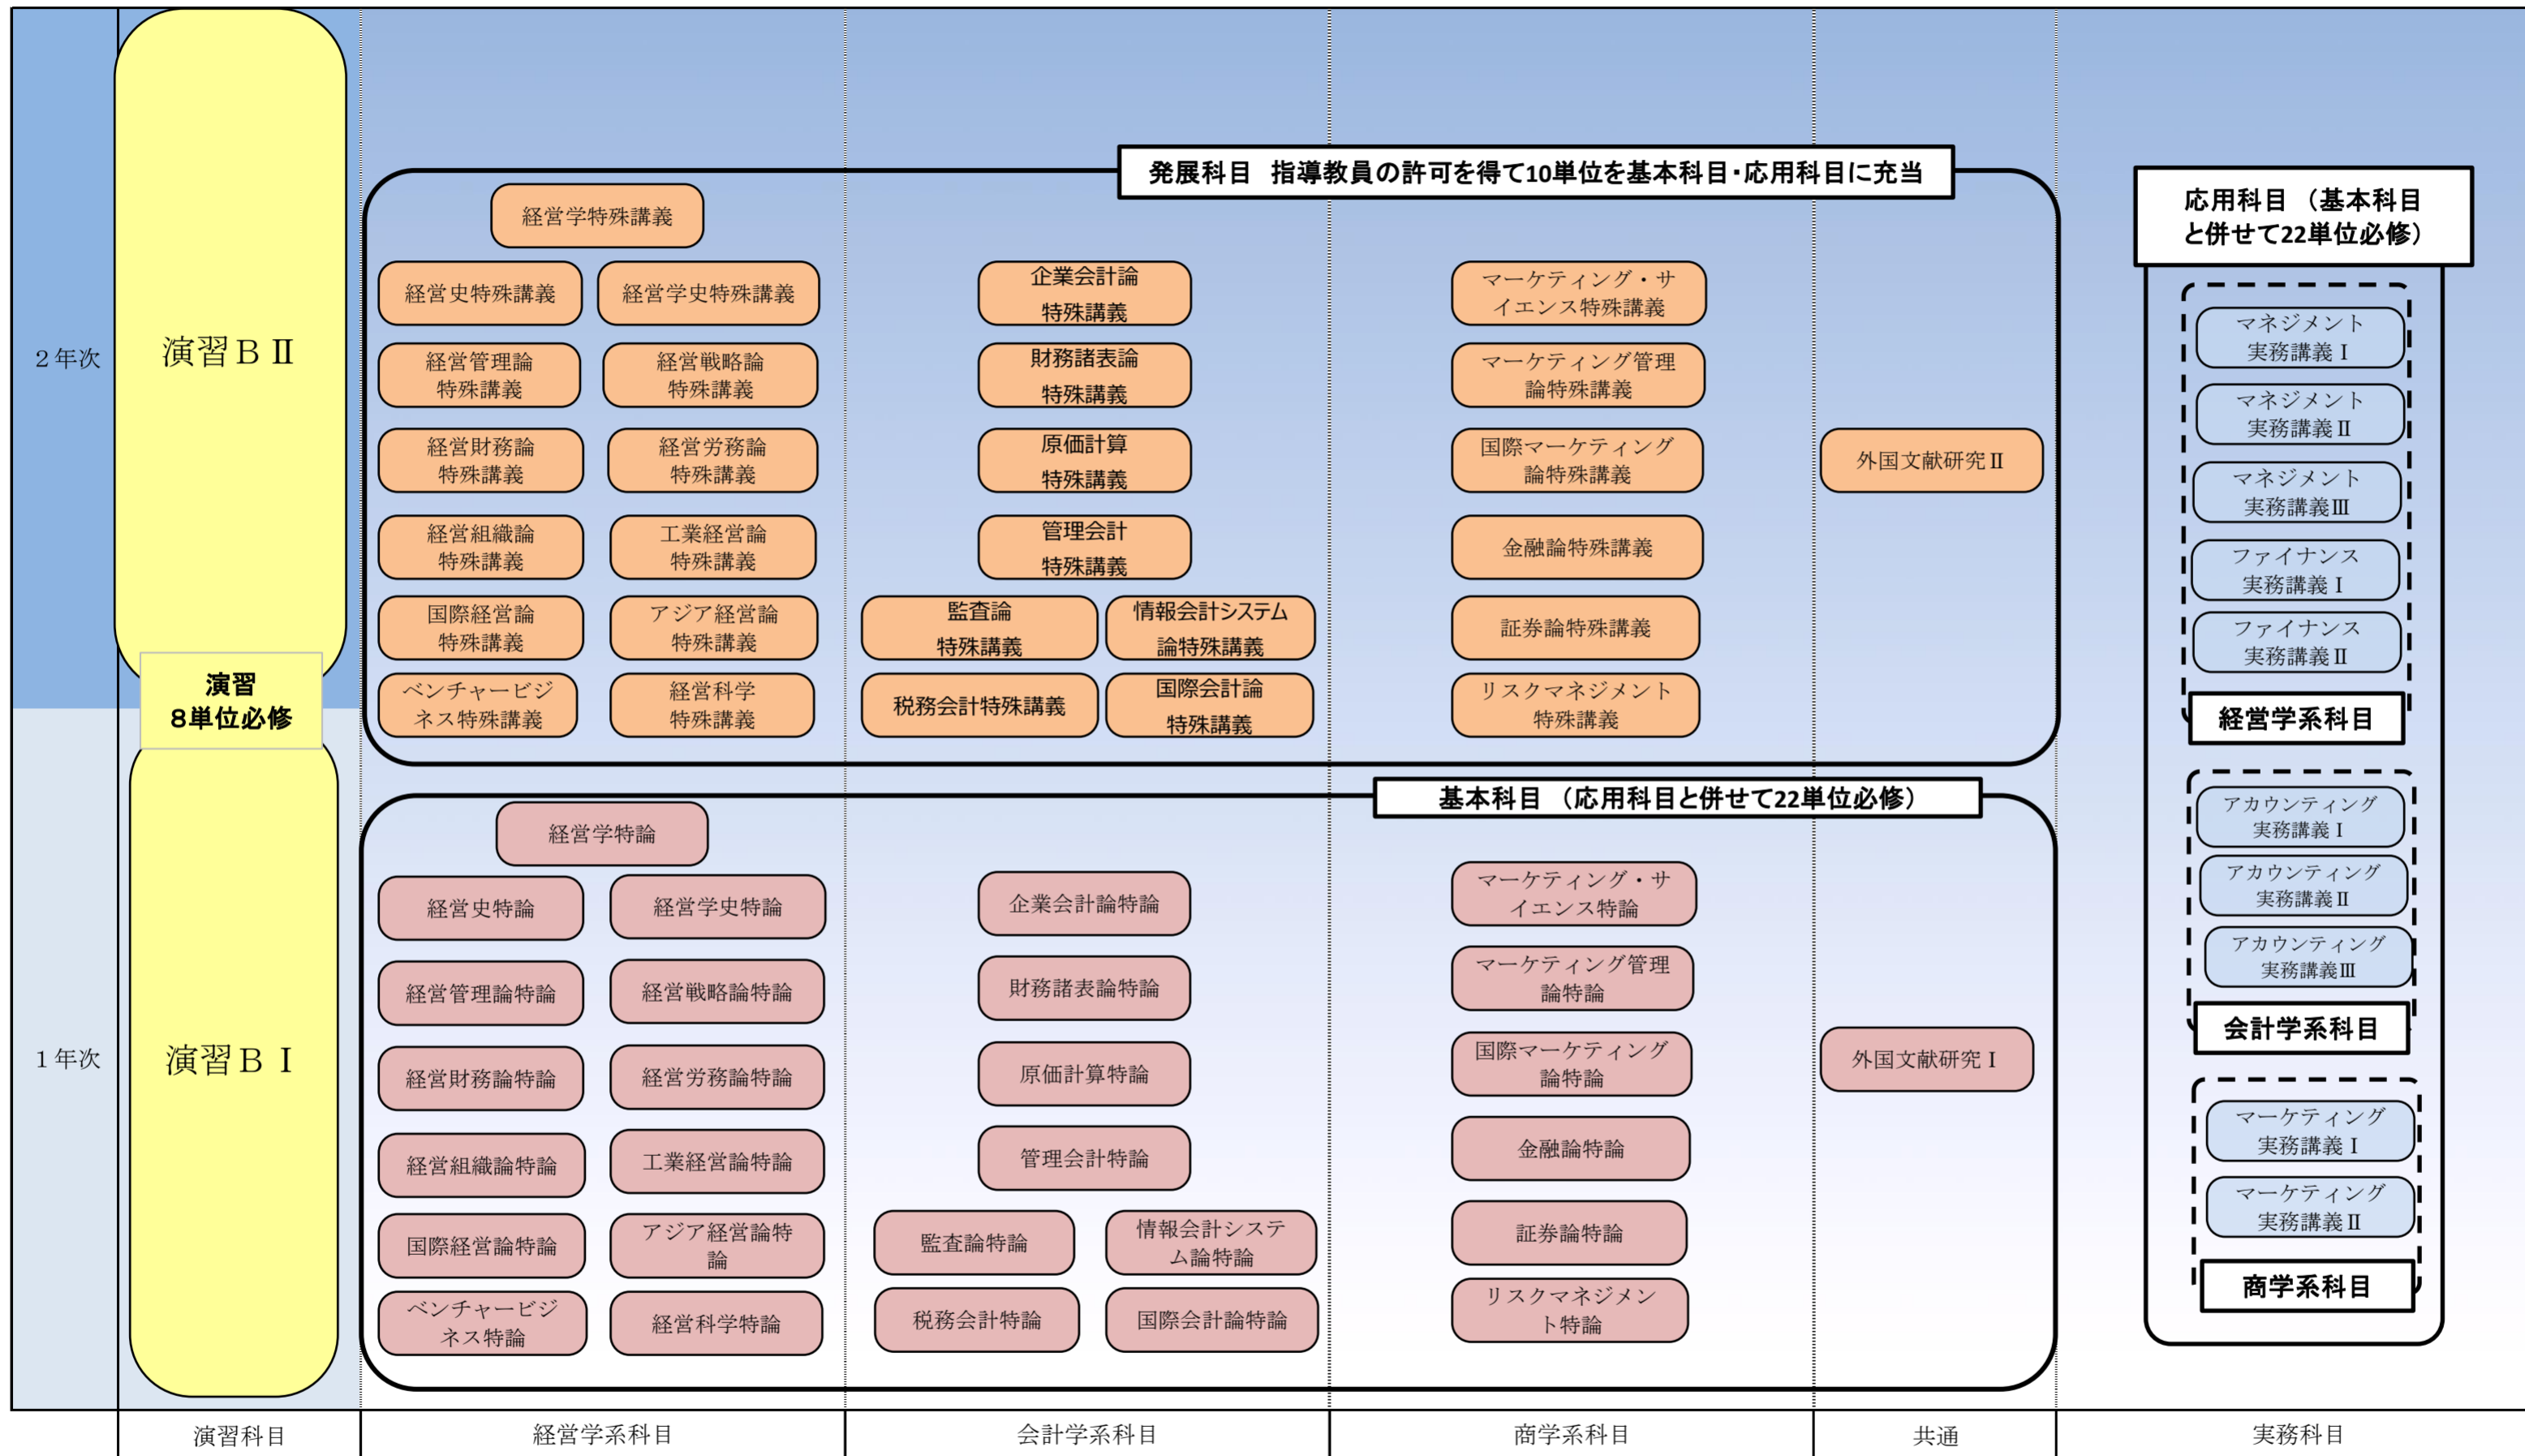 発展科目　指導教員の許可を得て10単位を基本科目・応用科目に充当
応用科目（基本科目
と併せて22単位必修）
2年次
演習ＢⅡ
経営学特殊講義
経営史特殊講義
経営学史特殊講義
経営管理論
特殊講義
経営戦略論
特殊講義
経営財務論
特殊講義
経営労務論
特殊講義
経営組織論
特殊講義
工業経営論
特殊講義
国際経営論
特殊講義
アジア経営論
特殊講義
ベンチャービジ
ネス特殊講義
経営科学
特殊講義
企業会計論
特殊講義
財務諸表論
特殊講義
原価計算
特殊講義
管理会計
特殊講義
監査論
特殊講義
情報会計システム
論特殊講義
税務会計特殊講義
国際会計論
特殊講義
マーケティング・サ
イエンス特殊講義
マーケティング管理
論特殊講義
国際マーケティング
論特殊講義
金融論特殊講義
証券論特殊講義
リスクマネジメント
特殊講義
外国文献研究Ⅱ
マネジメント
実務講義Ⅰ
マネジメント
実務講義Ⅱ
マネジメント
実務講義Ⅲ
ファイナンス
実務講義Ⅰ
ファイナンス
実務講義Ⅱ
経営学系科目
演習
8単位必修
基本科目（応用科目と併せて22単位必修）
1年次
演習ＢⅠ
経営学特論
経営史特論
経営学史特論
経営管理論特論
経営戦略論特論
経営財務論特論
経営労務論特論
経営組織論特論
工業経営論特論
国際経営論特論
アジア経営論特
論
ベンチャービジ
ネス特論
経営科学特論
企業会計論特論
財務諸表論特論
原価計算特論
管理会計特論
監査論特論
情報会計システ
ム論特論
税務会計特論
国際会計論特論
マーケティング・サ
イエンス特論
マーケティング管理
論特論
国際マーケティング
論特論
金融論特論
証券論特論
リスクマネジメン
ト特論
外国文献研究Ⅰ
アカウンティング
実務講義Ⅰ
アカウンティング
実務講義Ⅱ
アカウンティング
実務講義Ⅲ
会計学系科目
マーケティング
実務講義Ⅰ
マーケティング
実務講義Ⅱ
商学系科目
演習科目
経営学系科目
会計学系科目
商学系科目
共通
実務科目